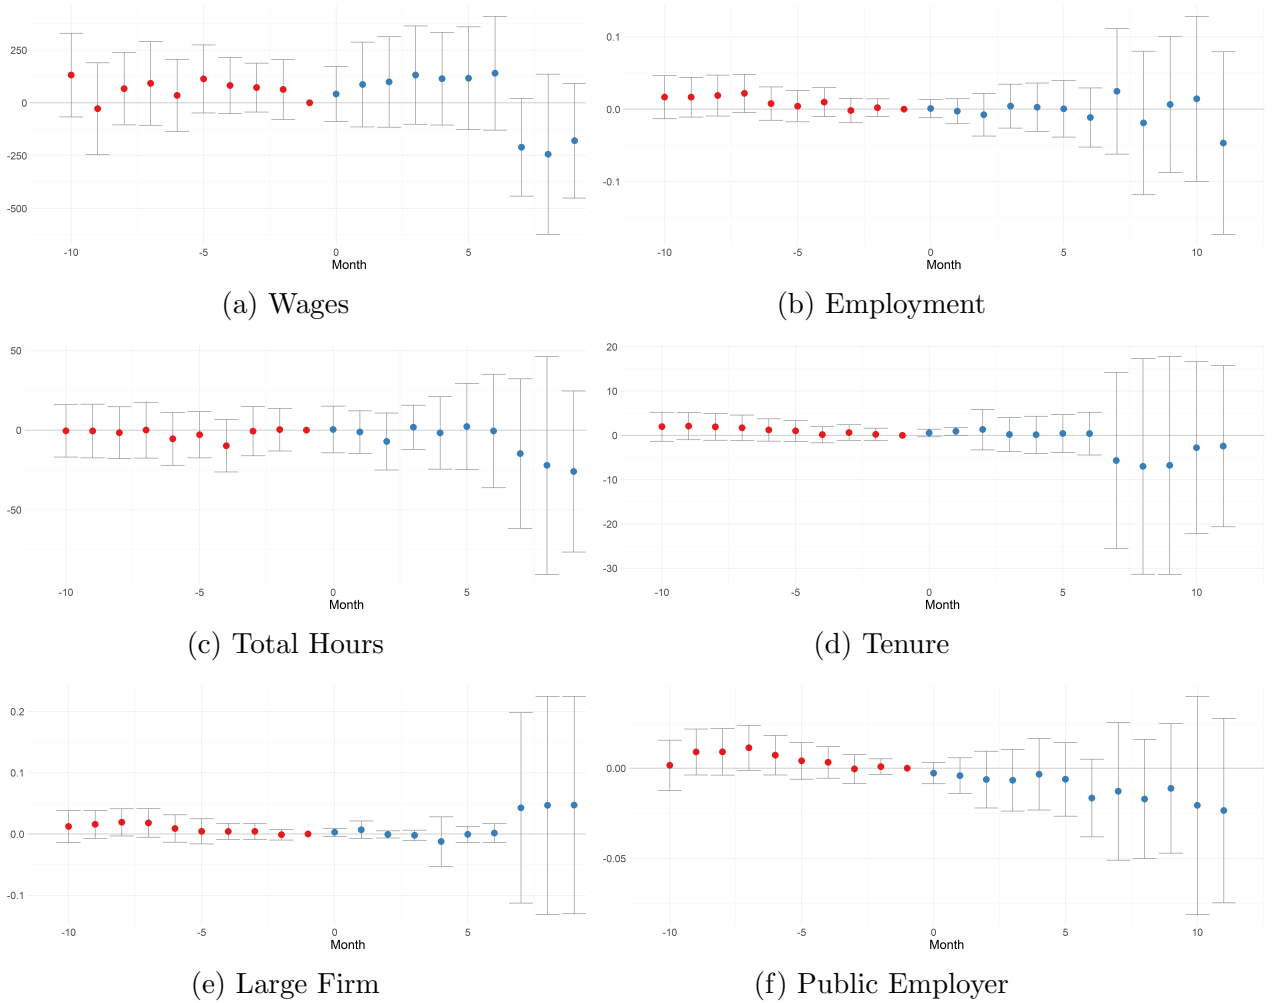 250
0
-250
-500
-10 -5 0 5
Month
(a) Wages
0.1
0.0
-0.1
-10 -5 0 5 10
Month
(b) Employment
50
0
-50
-10 -5 0 5
Month
(c) Total Hours
20
10
0
-10
-20
-30
-10 -5 0 5 10
Month
(d) Tenure
0.2
0.1
0.0
-0.1
-10 -5 0 5
Month
(e) Large Firm
0.00
-0.05
-10 -5 0 5 10
Month
(f) Public Employer